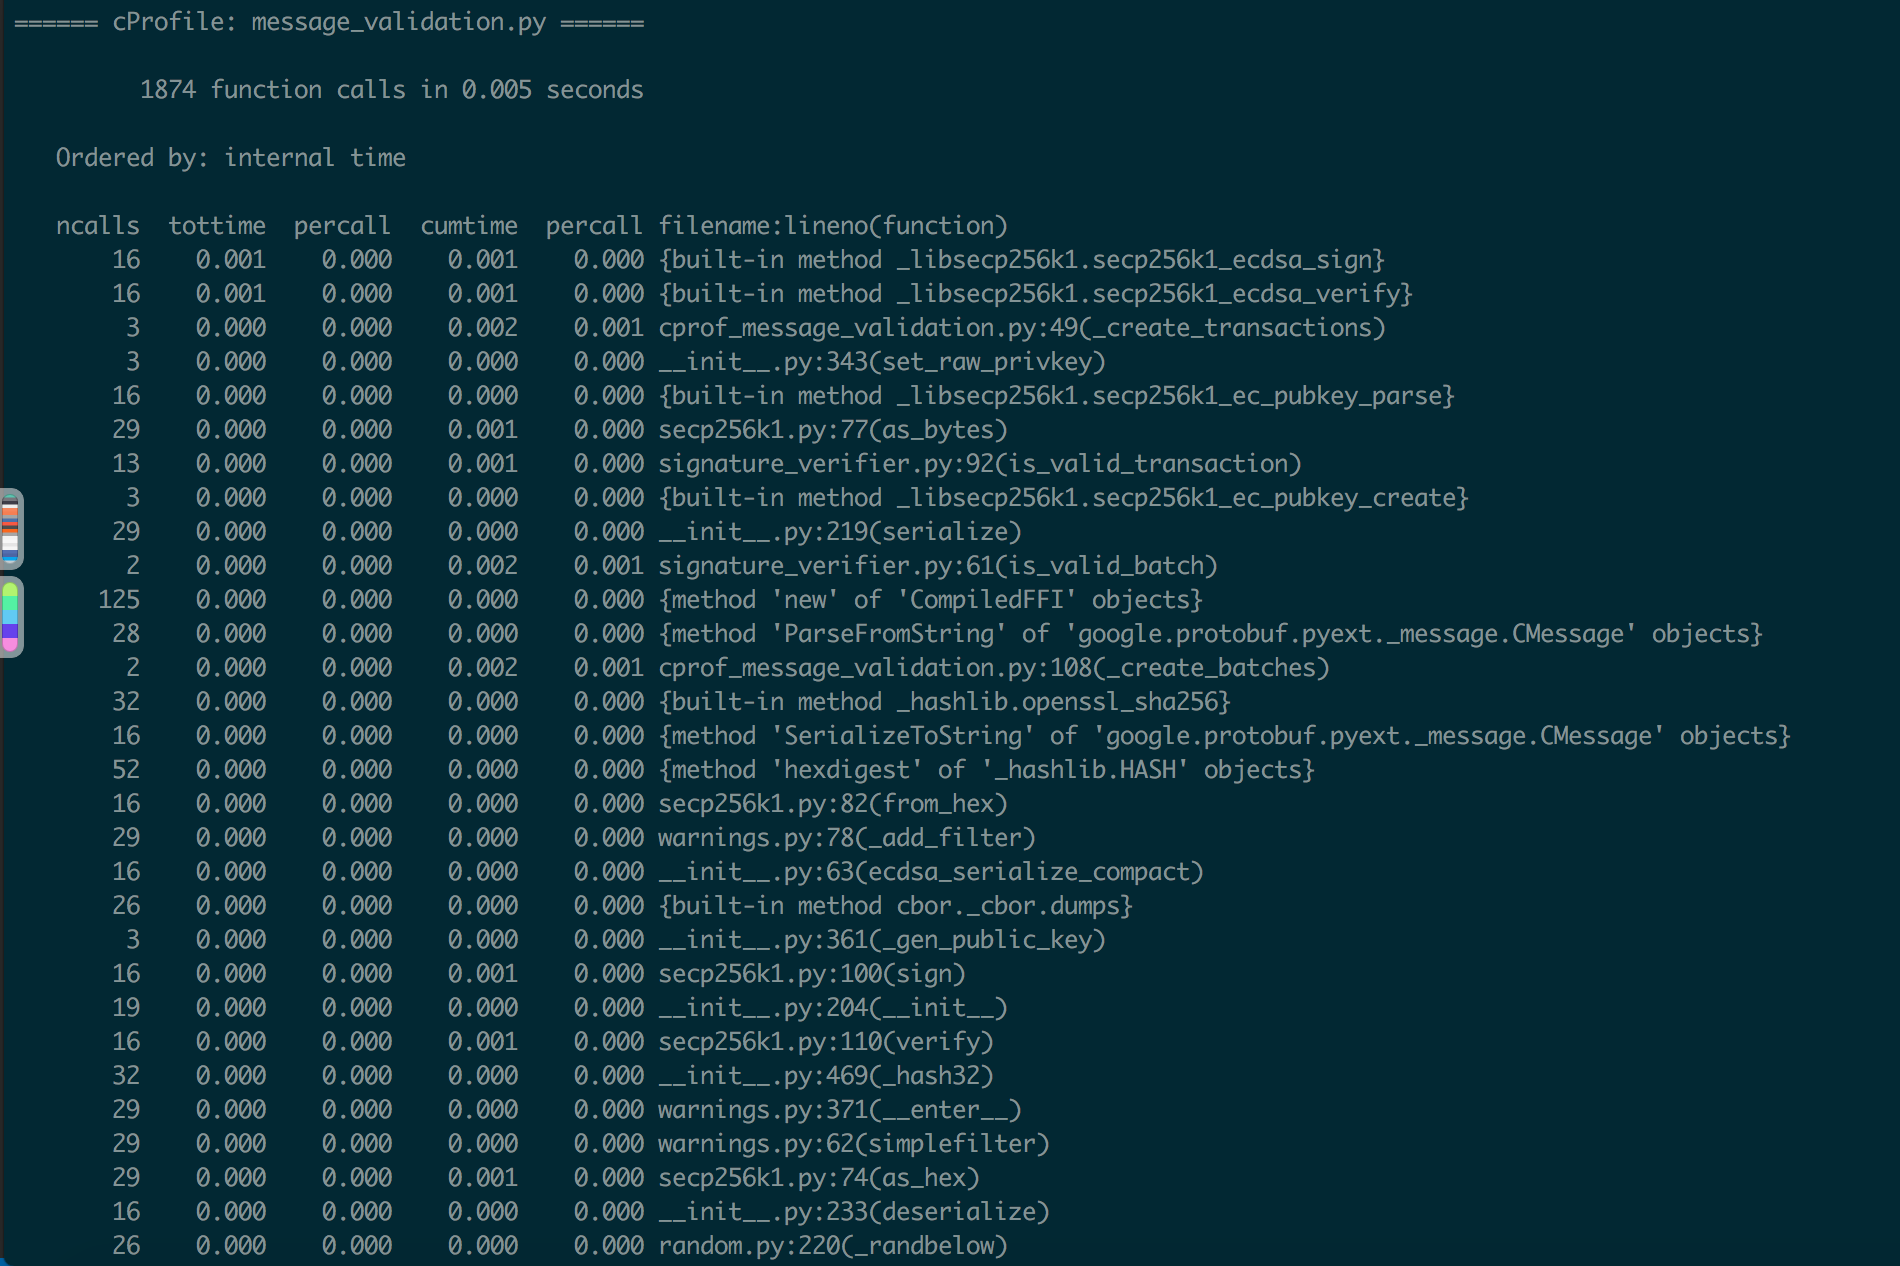 ====== cProfile: message_validation.py ======
1874 function calls in 0.005 seconds
Ordered by: internal time
ncalls tottime percall cumtime percall filename:lineno(function)
16 0.001 0.000 0.001 0.000 {built-in method _libsecp256k1.secp256k1_ecdsa_sign}
16 0.001 0.000 0.001 0.000 {built-in method _libsecp256k1.secp256k1_ecdsa_verify}
3 0.000 0.000 0.002 0.001 cprof_message_validation.py:49(_create_transactions)
3 0.000 0.000 0.000 0.000 __init__.py:343(set_raw_privkey)
16 0.000 0.000 0.000 0.000 {built-in method _libsecp256k1.secp256k1_ec_pubkey_parse}
29 0.000 0.000 0.001 0.000 secp256k1.py:77(as_bytes)
13 0.000 0.000 0.001 0.000 signature_verifier.py:92(is_valid_transaction)
3 0.000 0.000 0.000 0.000 {built-in method _libsecp256k1.secp256k1_ec_pubkey_create}
29 0.000 0.000 0.000 0.000 __init__.py:219(serialize)
2 0.000 0.000 0.002 0.001 signature_verifier.py:61(is_valid_batch)
125 0.000 0.000 0.000 0.000 {method 'new' of 'CompiledFFI' objects}
28 0.000 0.000 0.000 0.000 {method 'ParseFromString' of 'google.protobuf.pyext._message.CMessage' objects}
2 0.000 0.000 0.002 0.001 cprof_message_validation.py:108(_create_batches)
32 0.000 0.000 0.000 0.000 {built-in method _hashlib.openssl_sha256}
16 0.000 0.000 0.000 0.000 {method 'SerializeToString' of 'google.protobuf.pyext._message.CMessage' objects}
52 0.000 0.000 0.000 0.000 {method 'hexdigest' of '_hashlib.HASH' objects}
16 0.000 0.000 0.000 0.000 secp256k1.py:82(from_hex)
29 0.000 0.000 0.000 0.000 warnings.py:78(_add_filter)
16 0.000 0.000 0.000 0.000 __init__.py:63(ecdsa_serialize_compact)
26 0.000 0.000 0.000 0.000 {built-in method cbor._cbor.dumps}
3 0.000 0.000 0.000 0.000 __init__.py:361(_gen_public_key)
16 0.000 0.000 0.001 0.000 secp256k1.py:100(sign)
19 0.000 0.000 0.000 0.000 __init__.py:204(__init__)
16 0.000 0.000 0.001 0.000 secp256k1.py:110(verify)
32 0.000 0.000 0.000 0.000 __init__.py:469(_hash32)
29 0.000 0.000 0.000 0.000 warnings.py:371(__enter__)
29 0.000 0.000 0.000 0.000 warnings.py:62(simplefilter)
29 0.000 0.000 0.001 0.000 secp256k1.py:74(as_hex)
16 0.000 0.000 0.000 0.000 __init__.py:233(deserialize)
26 0.000 0.000 0.000 0.000 random.py:220(_randbelow)